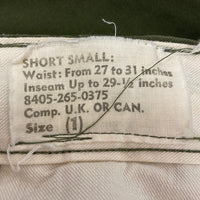 SHORT SMALL:
Waist: From 27 to 31 inches
Inseam Up to 29-½ inches
8405-265-0375
Comp. U.K. OR CAN.
Size (1)